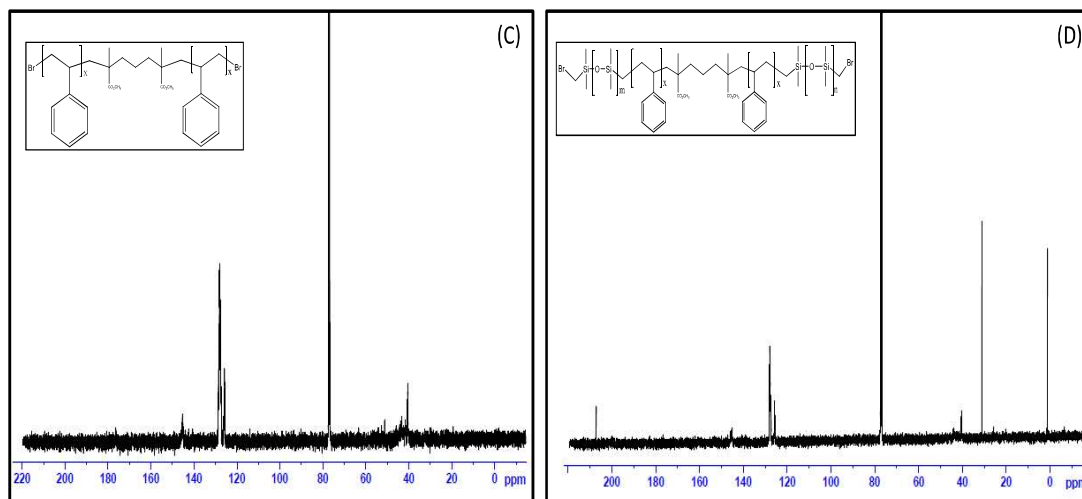 (C)
Br
x
CO₂CH₃ CO₂CH₃
x
Br
220 200 180 160 140 120 100 80 60 40 20 0 ppm
(D)
Br Si O Si m x CO₂CH₃ CO₂CH₃ x Si O Si n Br
200 180 160 140 120 100 80 60 40 20 0 ppm